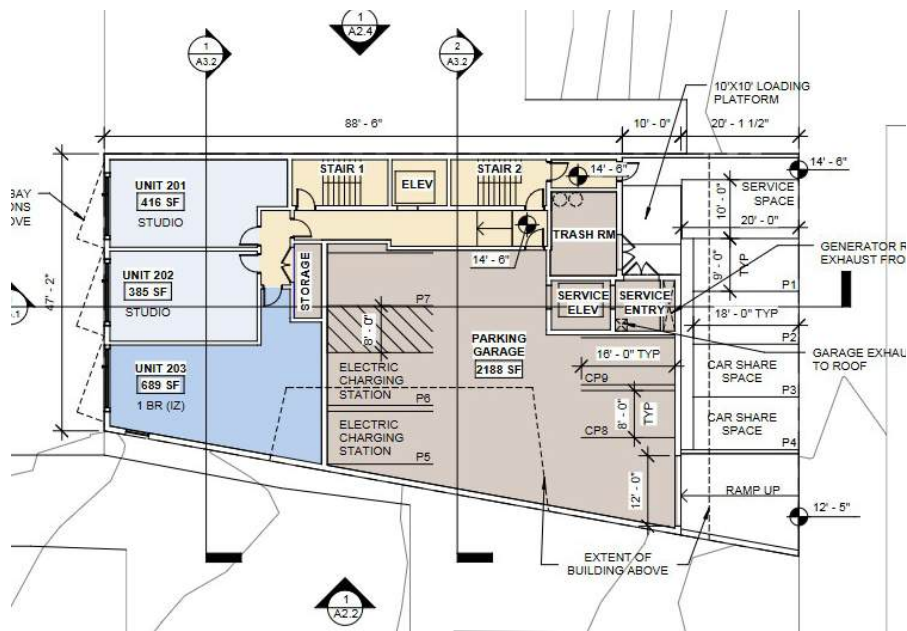 1
A2.4
1
A3.2
2
A3.2
10'X10' LOADING
PLATFORM
88' - 6"
10' - 0"
20' - 1 1/2"
STAIR 1
ELEV
STAIR 2
14' - 6"
14' - 6"
UNIT 201
416 SF
STUDIO
BAY
ONS
OVE
SERVICE
SPACE
10' - 0"
20' - 0"
TRASH RM
14' - 6"
GENERATOR R
EXHAUST FRO
47' - 2"
STORAGE
UNIT 202
385 SF
STUDIO
9' - 0"
TYP
P1
P7
SERVICE
ELEV
SERVICE
ENTRY
.1
18' - 0" TYP
8' - 0"
PARKING
GARAGE
2188 SF
P2
GARAGE EXHAU
TO ROOF
UNIT 203
689 SF
1 BR (IZ)
ELECTRIC
CHARGING
STATION
16' - 0" TYP
CP9
CAR SHARE
SPACE
P3
P6
8' - 0"
TYP
ELECTRIC
CHARGING
STATION
CP8
CAR SHARE
SPACE
P4
P5
12' - 0"
RAMP UP
12' - 5"
EXTENT OF
BUILDING ABOVE
1
A2.2